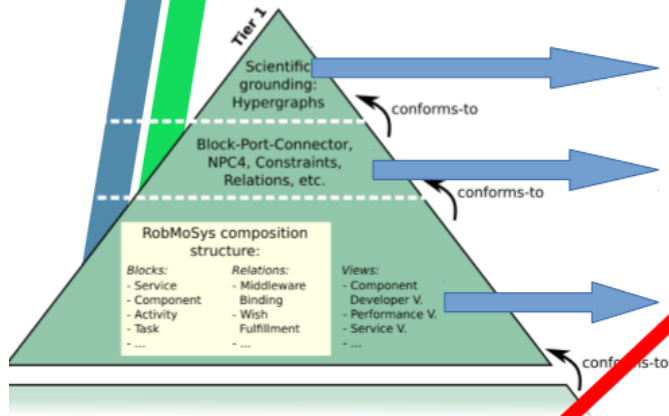 Tier 1
Scientific
grounding:
Hypergraphs
conforms-to
Block-Port-Connector,
NPC4, Constraints,
Relations, etc.
conforms-to
RobMoSys composition
structure:
Blocks:
- Service
- Component
- Activity
- Task
- ...
Relations:
- Middleware
Binding
- Wish
Fulfillment
- ...
Views:
- Component
Developer V.
- Performance V.
- Service V.
- ...
conforms-to